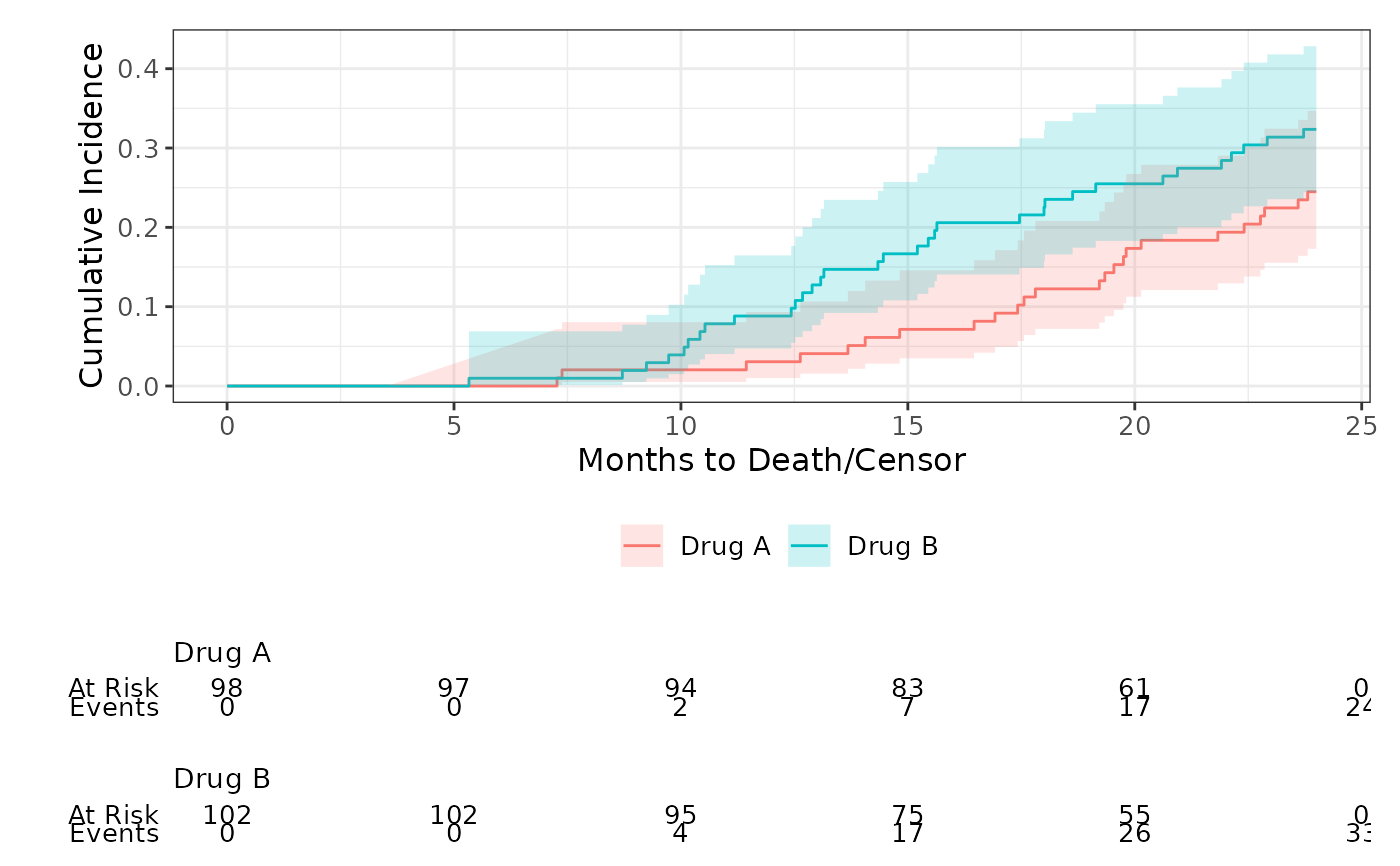 Cumulative Incidence
0.4
0.3
0.2
0.1
0.0
0 5 10 15 20 25
Months to Death/Censor
Drug A Drug B
Drug A
At Risk 98 97 94 83 61 0
Events 0 0 2 7 17 24
Drug B
At Risk 102 102 95 75 55 0
Events 0 0 4 17 26 33